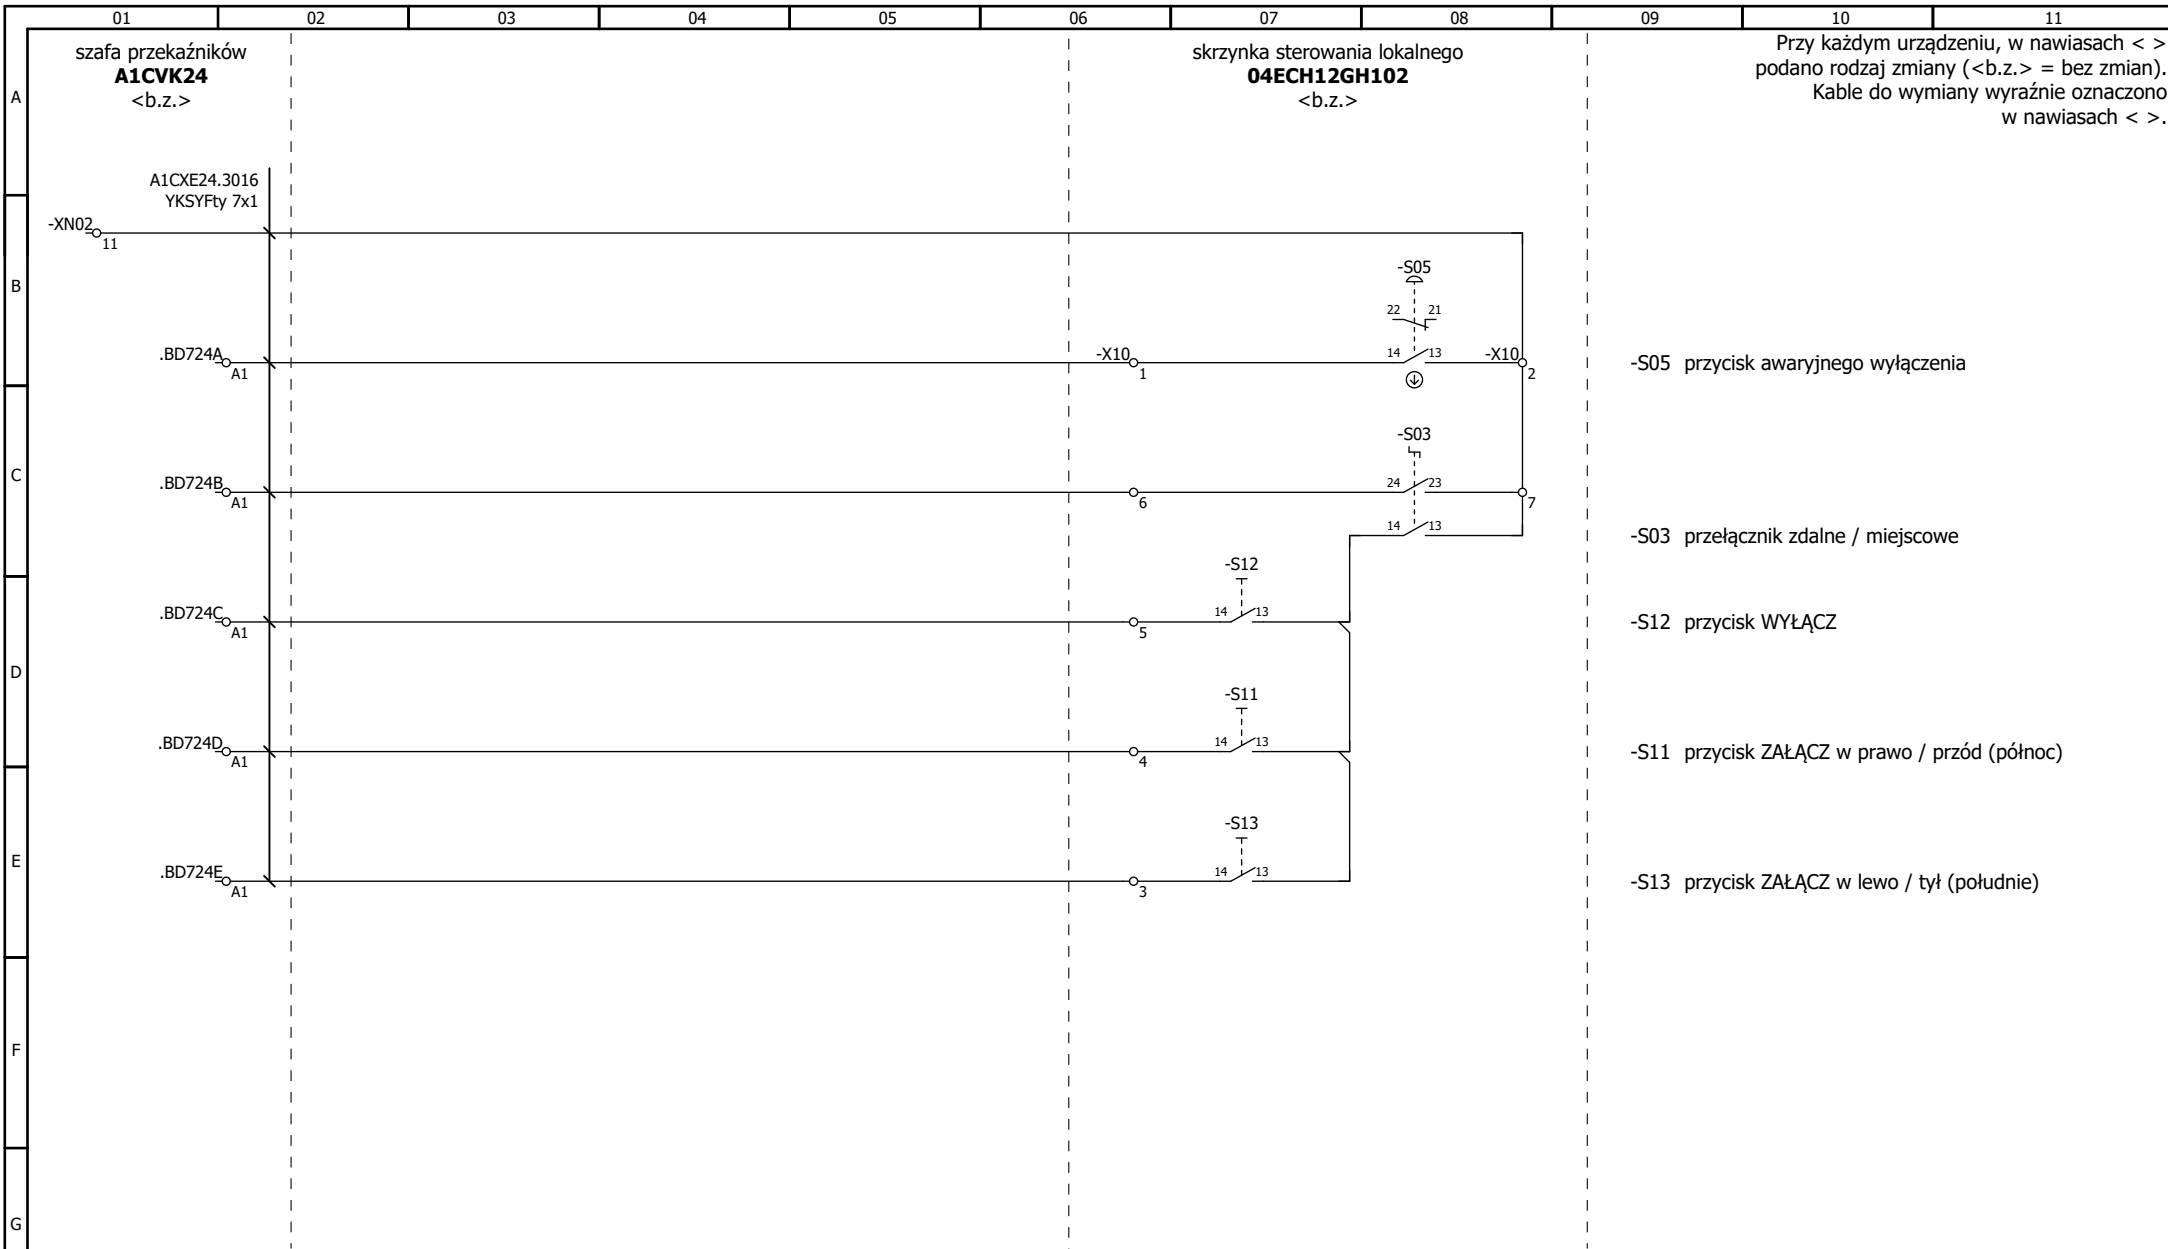 01 02 03 04 05 06 07 08 09 10 11
szafa przekaźników
A1CVK24
<b.z.>
skrzynka sterowania lokalnego
04ECH12GH102
<b.z.>
Przy każdym urządzeniu, w nawiasach < >
podano rodzaj zmiany (<b.z.> = bez zmian).
Kable do wymiany wyraźnie oznaczono
w nawiasach < >.
A
A1CXE24.3016
YKSYFty 7x1
-XN02
11
B
-S05
22 21
.BD724A
A1
-X10
1
14 13
-X10
2
-S05 przycisk awaryjnego wyłączenia
-S03
C
.BD724B
A1
6
24 23
7
14 13
-S03 przełącznik zdalne / miejscowe
-S12
.BD724C
A1
5
14 13
-S12 przycisk WYŁĄCZ
D
-S11
.BD724D
A1
4
14 13
-S11 przycisk ZAŁĄCZ w prawo / przód (północ)
-S13
E
.BD724E
A1
3
14 13
-S13 przycisk ZAŁĄCZ w lewo / tył (południe)
F
G